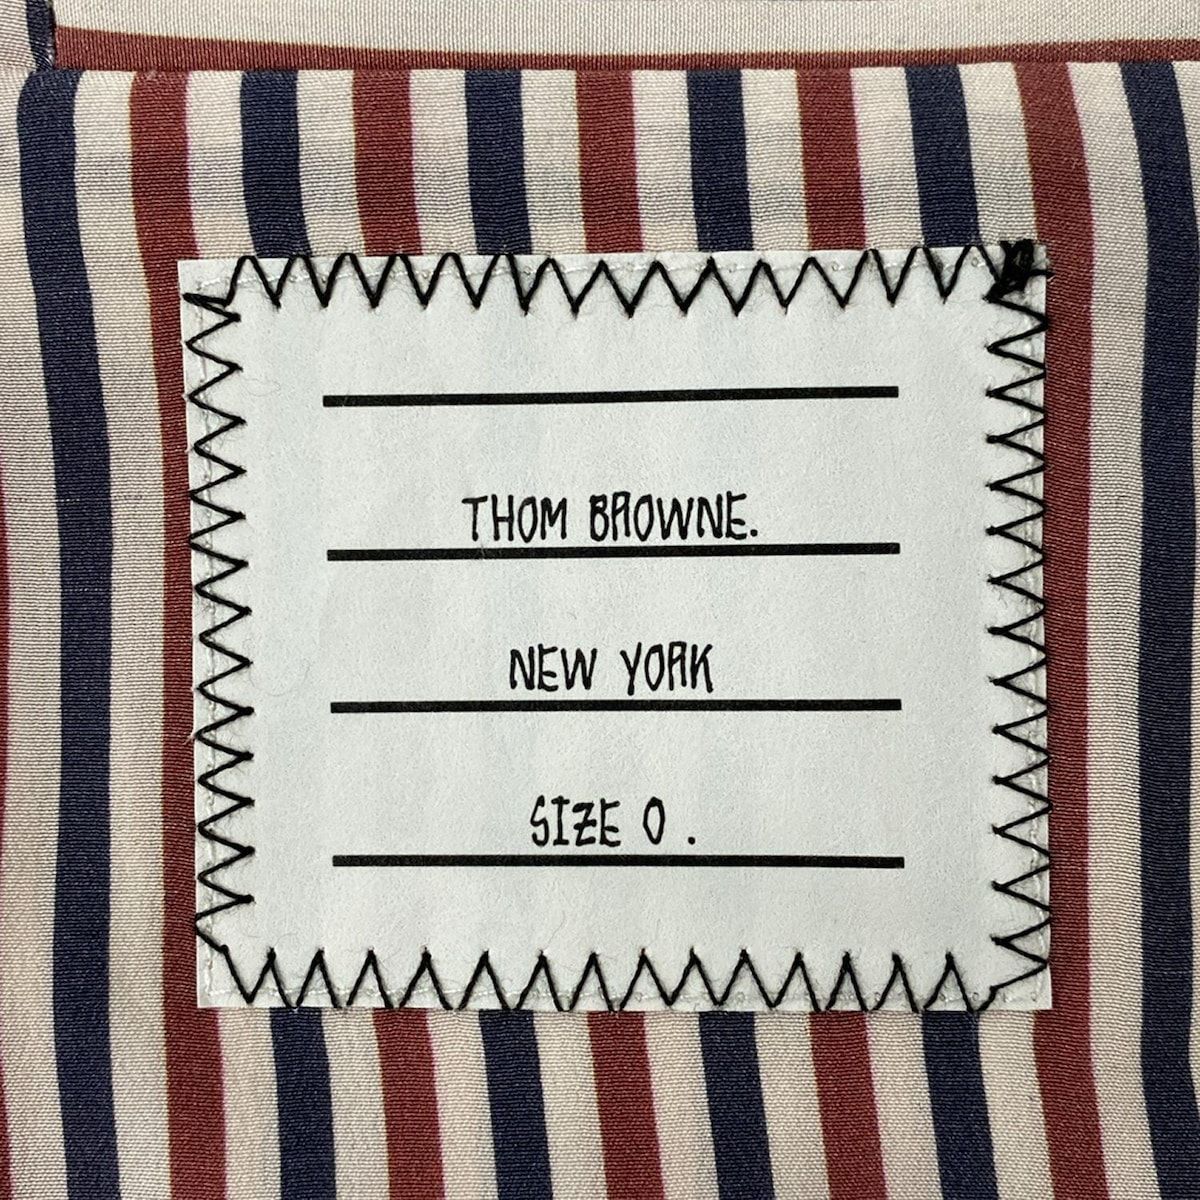 THOM BROWNE.
NEW YORK
SIZE 0 .